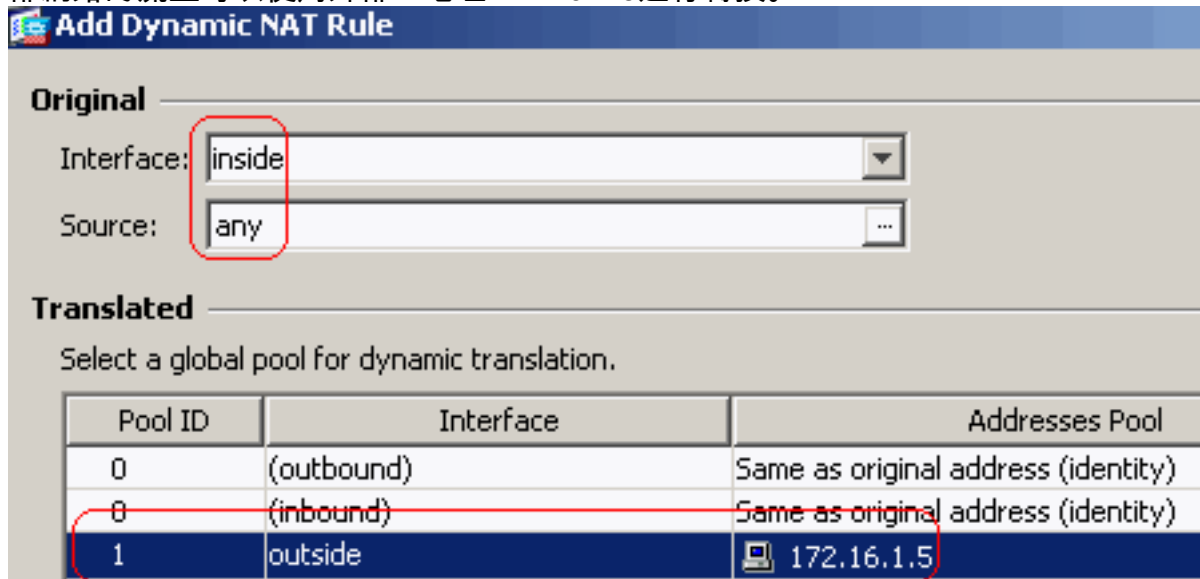 Add Dynamic NAT Rule
Original
Interface: inside
Source: any ...
Translated
Select a global pool for dynamic translation.
Pool ID Interface Addresses Pool
0 (outbound) Same as original address (identity)
0 (inbound) Same as original address (identity)
1 outside 172.16.1.5